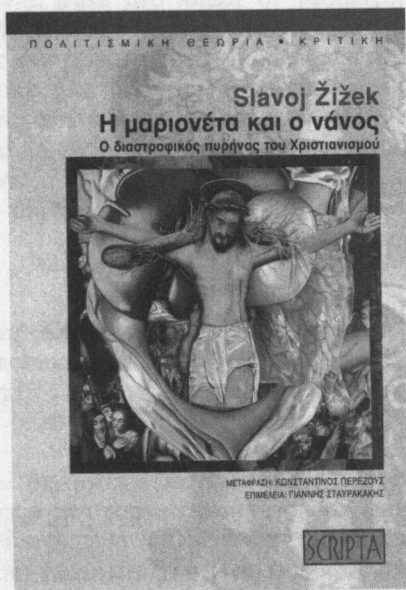 ΠΟΛΙΤΙΣΜΙΚΗ ΘΕΩΡΙΑ • ΚΡΙΤΙΚΗ
Slavoj Žižek
Η μαριονέτα και ο νάνος
Ο διαστροφικός πυρήνας του Χριστιανισμού
ΜΕΤΑΦΡΑΣΗ: ΚΩΝΣΤΑΝΤΙΝΟΣ ΠΕΡΕΖΟΥΣ
ΕΠΙΜΕΛΕΙΑ: ΓΙΑΝΝΗΣ ΣΤΑΥΡΑΚΑΚΗΣ
SCRIPTA